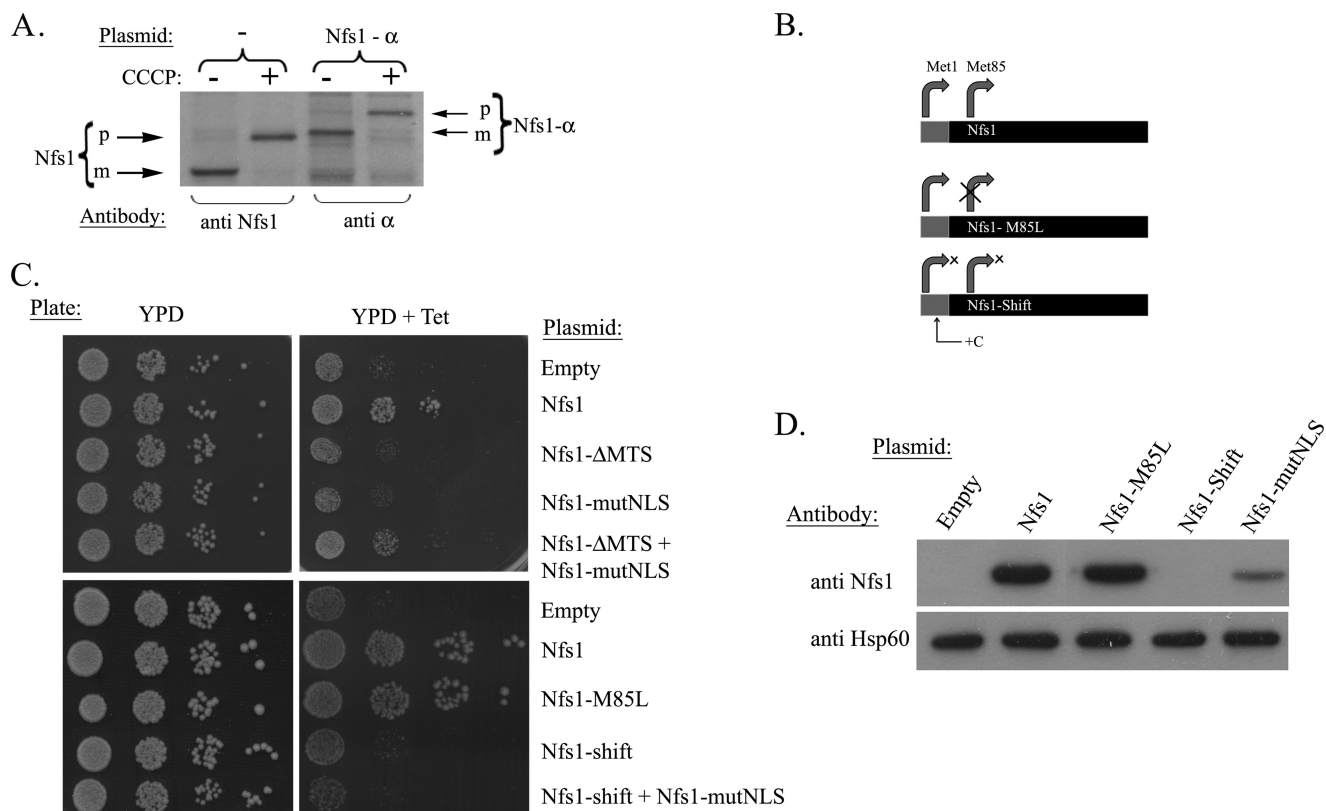 A.
Plasmid:
-
Nfs1 - α
CCCP:
-
+
-
+
Nfs1
p
m
p
m
Nfs1-α
Antibody:
anti Nfs1
anti α
B.
Met1
Met85
Nfs1
Nfs1- M85L
Nfs1-Shift
+C
C.
Plate:
YPD
YPD + Tet
Plasmid:
Empty
Nfs1
Nfs1-ΔMTS
Nfs1-mutNLS
Nfs1-ΔMTS +
Nfs1-mutNLS
Empty
Nfs1
Nfs1-M85L
Nfs1-shift
Nfs1-shift + Nfs1-mutNLS
D.
Plasmid:
Antibody:
Empty
Nfs1
Nfs1-M85L
Nfs1-Shift
Nfs1-mutNLS
anti Nfs1
anti Hsp60